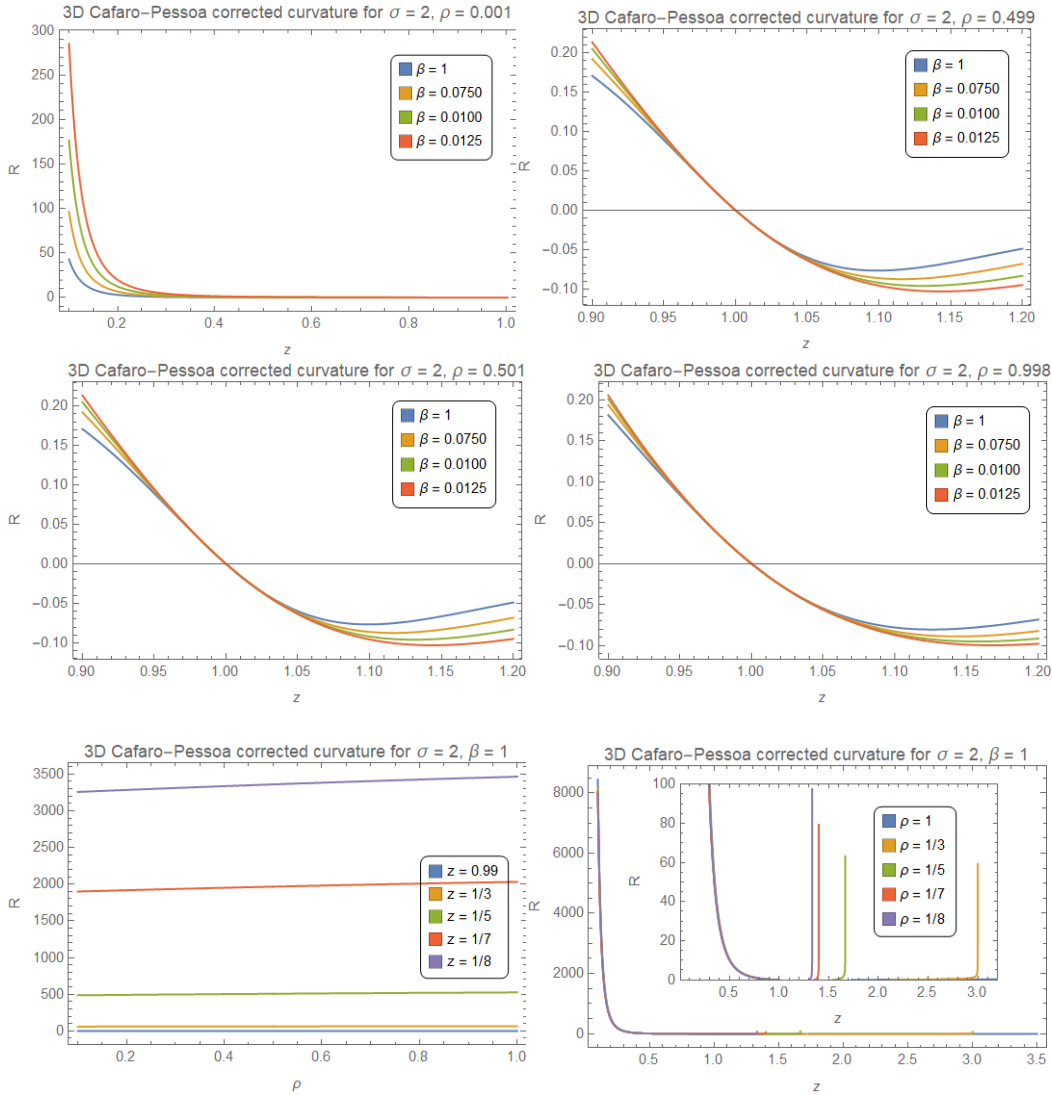 3D Cafaro−Pessoa corrected curvature for σ = 2, ρ = 0.001
R
300
250
200
150
100
50
0
0.2 0.4 0.6 0.8 1.0
z
β = 1
β = 0.0750
β = 0.0100
β = 0.0125
3D Cafaro−Pessoa corrected curvature for σ = 2, ρ = 0.499
R
0.20
0.15
0.10
0.05
0.00
−0.05
−0.10
0.90 0.95 1.00 1.05 1.10 1.15 1.20
z
β = 1
β = 0.0750
β = 0.0100
β = 0.0125
3D Cafaro−Pessoa corrected curvature for σ = 2, ρ = 0.501
R
0.20
0.15
0.10
0.05
0.00
−0.05
−0.10
0.90 0.95 1.00 1.05 1.10 1.15 1.20
z
β = 1
β = 0.0750
β = 0.0100
β = 0.0125
3D Cafaro−Pessoa corrected curvature for σ = 2, ρ = 0.998
R
0.20
0.15
0.10
0.05
0.00
−0.05
−0.10
0.90 0.95 1.00 1.05 1.10 1.15 1.20
z
β = 1
β = 0.0750
β = 0.0100
β = 0.0125
3D Cafaro−Pessoa corrected curvature for σ = 2, β = 1
R
3500
3000
2500
2000
1500
1000
500
0
0.2 0.4 0.6 0.8 1.0
ρ
z = 0.99
z = 1/3
z = 1/5
z = 1/7
z = 1/8
3D Cafaro−Pessoa corrected curvature for σ = 2, β = 1
R
8000
6000
4000
2000
0
0.5 1.0 1.5 2.0 2.5 3.0 3.5
z
R
100
80
60
40
20
0
0.5 1.0 1.5 2.0 2.5 3.0
z
ρ = 1
ρ = 1/3
ρ = 1/5
ρ = 1/7
ρ = 1/8